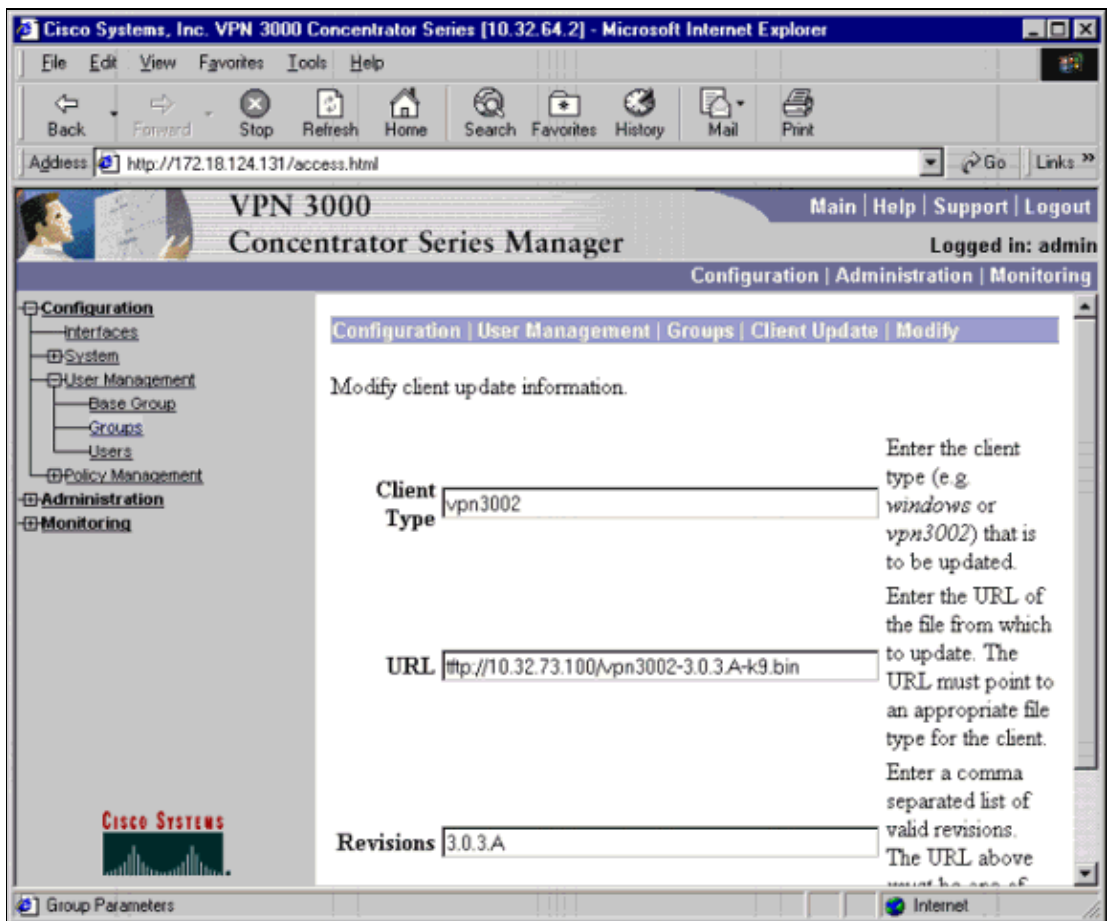 Cisco Systems, Inc. VPN 3000 Concentrator Series [10.32.64.2] - Microsoft Internet Explorer
File Edit View Favorites Tools Help
Back Forward Stop Refresh Home Search Favorites History Mail Print
Address http://172.18.124.131/access.html Go Links »
VPN 3000
Concentrator Series Manager
Main | Help | Support | Logout
Logged in: admin
Configuration | Administration | Monitoring
Configuration
Interfaces
System
User Management
Base Group
Groups
Users
Policy Management
Administration
Monitoring
CISCO SYSTEMS
Configuration | User Management | Groups | Client Update | Modify
Modify client update information.
Client
Type
vpn3002
Enter the client
type (e.g.
windows or
vpn3002) that is
to be updated.
URL
tftp://10.32.73.100/vpn3002-3.0.3.A-k9.bin
Enter the URL of
the file from which
to update. The
URL must point to
an appropriate file
type for the client.
Revisions
3.0.3.A
Enter a comma
separated list of
valid revisions.
The URL above
must be one of
Group Parameters
Internet